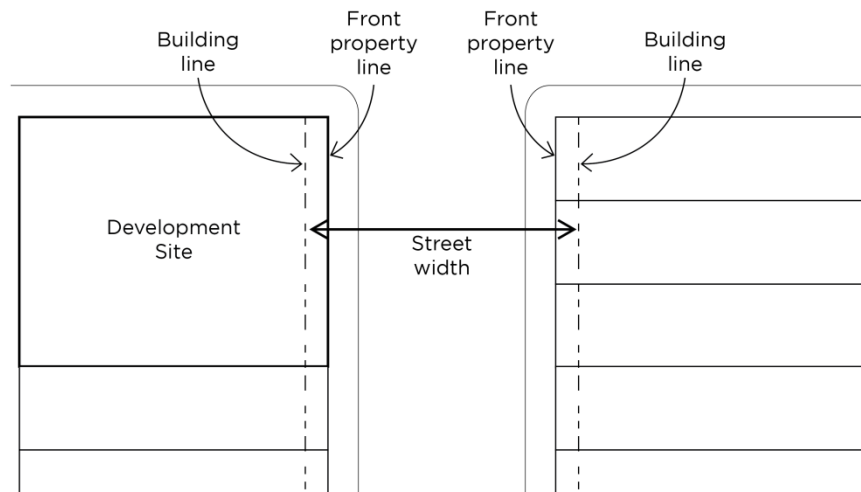 Building
line
Front
property
line
Front
property
line
Building
line
Development
Site
Street
width